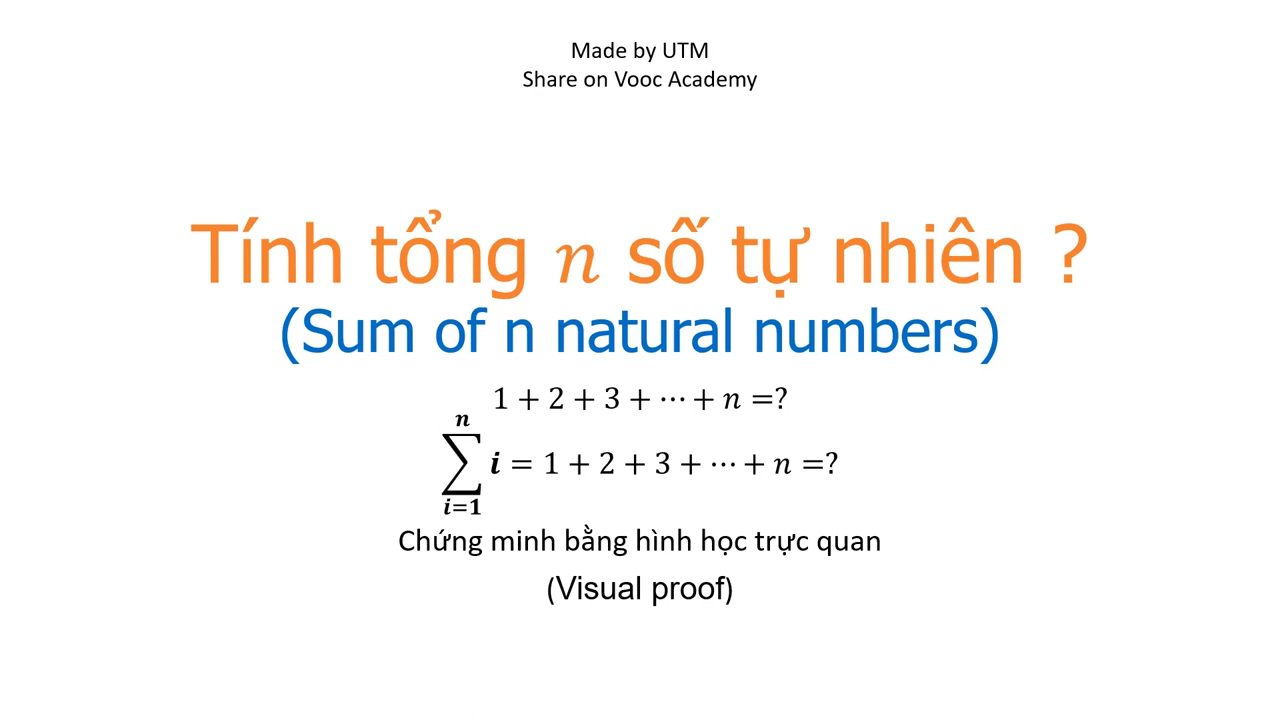 Made by UTM
Share on Vooc Academy
Tính tổng n số tự nhiên ?
(Sum of n natural numbers)
1 + 2 + 3 + ⋯ + n =?
∑_{i=1}^{n} i = 1 + 2 + 3 + ⋯ + n =?
Chứng minh bằng hình học trực quan
(Visual proof)